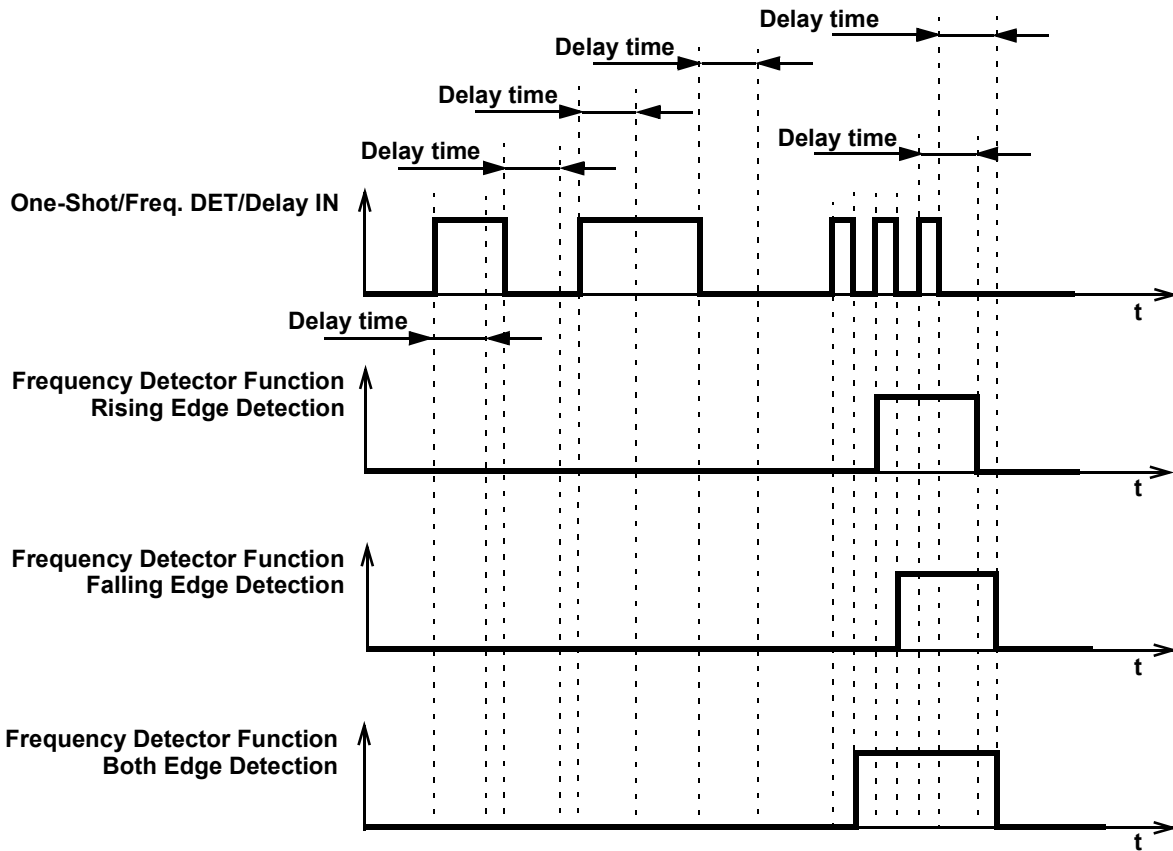 Delay time
Delay time
Delay time
Delay time
Delay time
One-Shot/Freq. DET/Delay IN
t
Delay time
Frequency Detector Function
Rising Edge Detection
t
Frequency Detector Function
Falling Edge Detection
t
Frequency Detector Function
Both Edge Detection
t